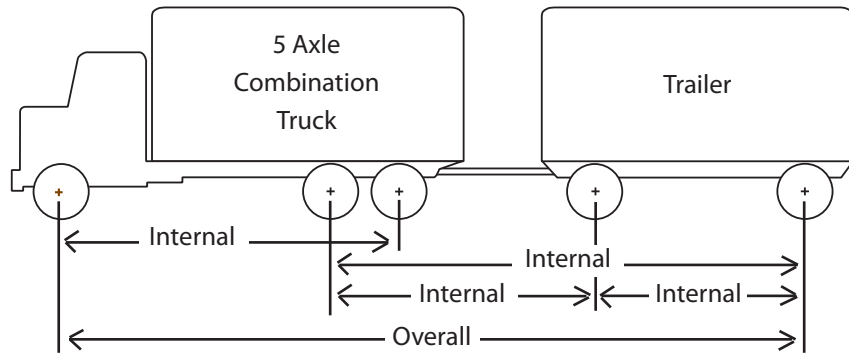 5 Axle
Combination
Truck
Trailer
Internal
Internal
Internal
Internal
Overall